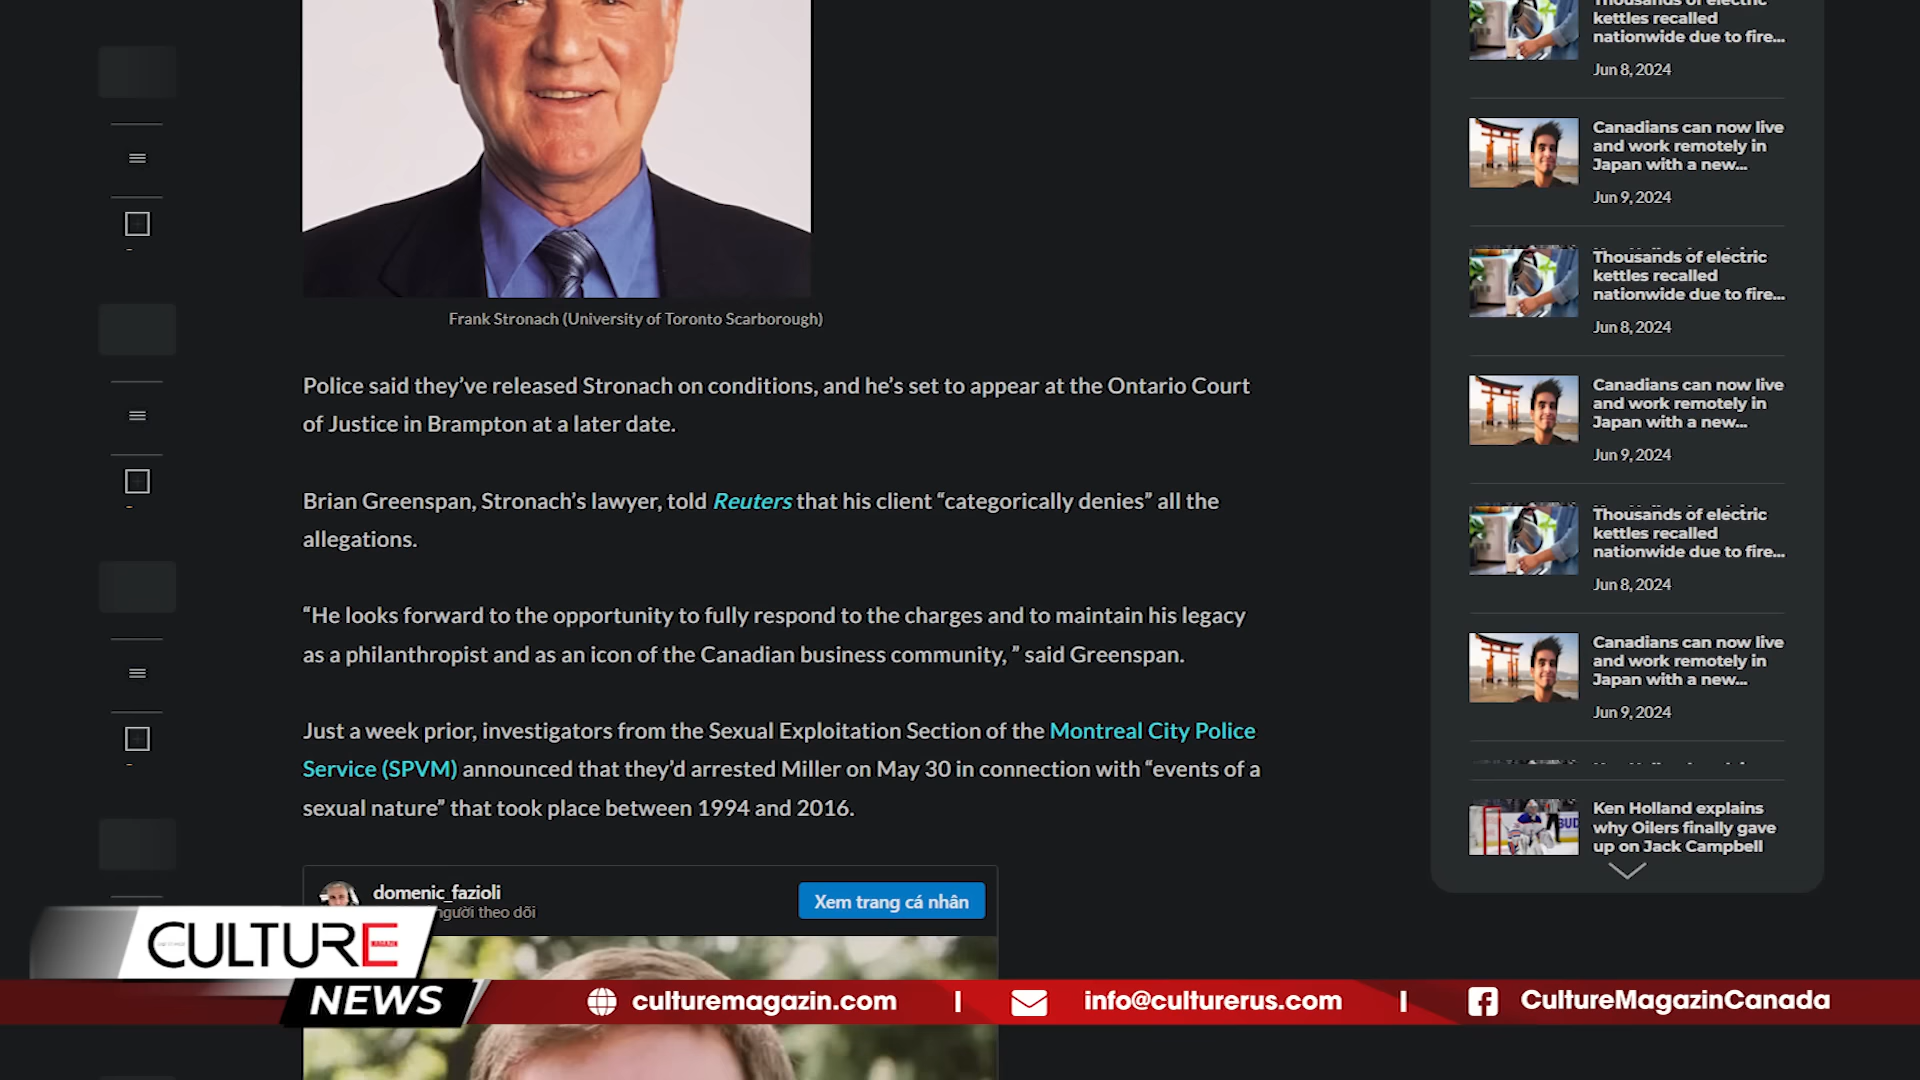 Frank Stronach (University of Toronto Scarborough)
Police said they’ve released Stronach on conditions, and he’s set to appear at the Ontario Court
of Justice in Brampton at a later date.
Brian Greenspan, Stronach’s lawyer, told Reuters that his client “categorically denies” all the
allegations.
“He looks forward to the opportunity to fully respond to the charges and to maintain his legacy
as a philanthropist and as an icon of the Canadian business community, ” said Greenspan.
Just a week prior, investigators from the Sexual Exploitation Section of the Montreal City Police
Service (SPVM) announced that they’d arrested Miller on May 30 in connection with “events of a
sexual nature” that took place between 1994 and 2016.
domenic_fazioli
người theo dõi
Xem trang cá nhân
Thousands of electric
kettles recalled
nationwide due to fire...
Jun 8, 2024
Canadians can now live
and work remotely in
Japan with a new...
Jun 9, 2024
Thousands of electric
kettles recalled
nationwide due to fire...
Jun 8, 2024
Canadians can now live
and work remotely in
Japan with a new...
Jun 9, 2024
Thousands of electric
kettles recalled
nationwide due to fire...
Jun 8, 2024
Canadians can now live
and work remotely in
Japan with a new...
Jun 9, 2024
Ken Holland explains
why Oilers finally gave
up on Jack Campbell
CULTURE
MAGAZIN
NEWS
culturemagazin.com
info@culturerus.com
CultureMagazinCanada